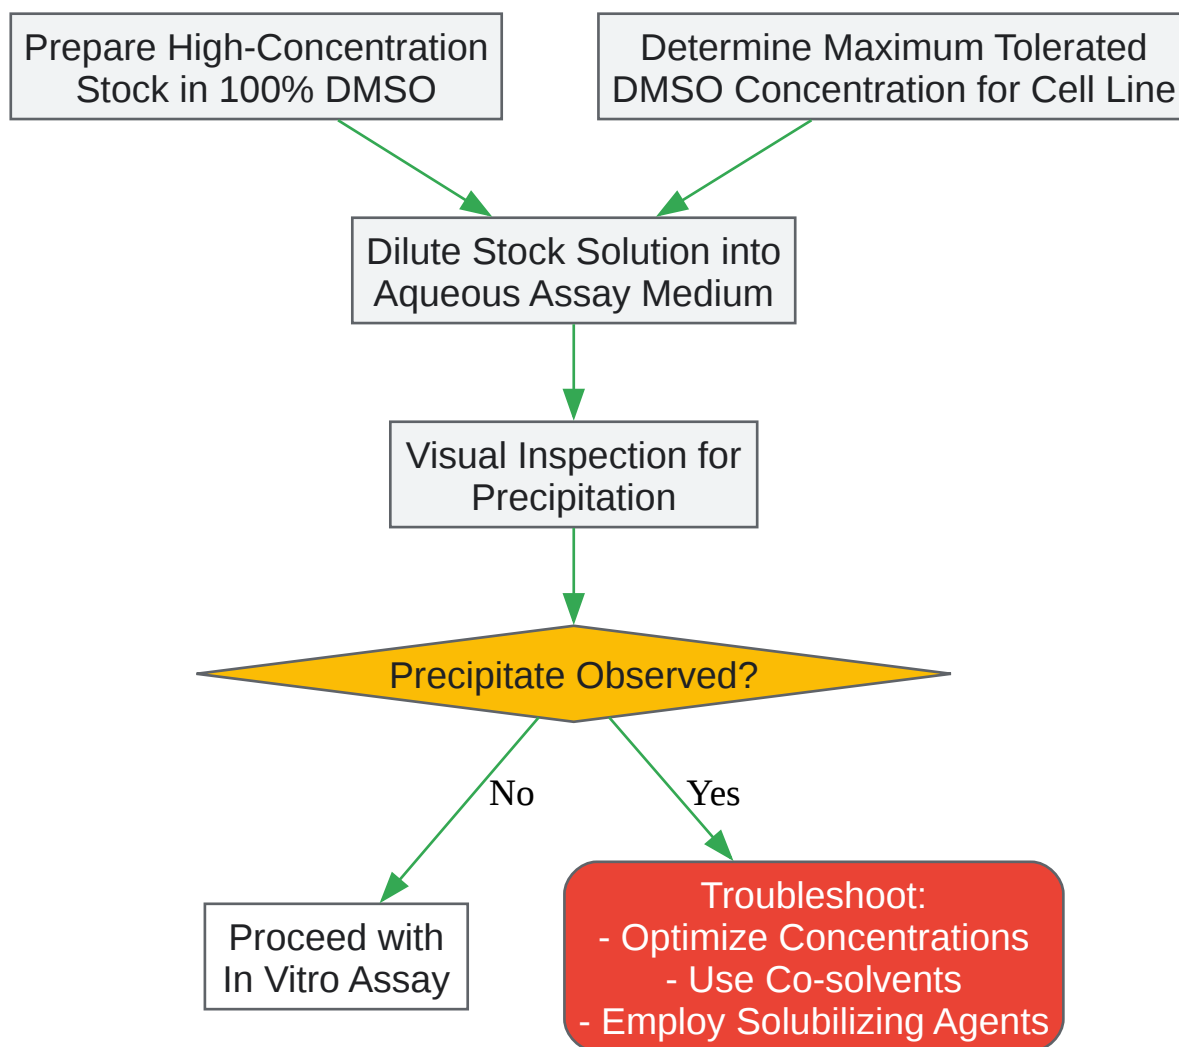 Prepare High-Concentration
Stock in 100% DMSO
Determine Maximum Tolerated
DMSO Concentration for Cell Line
Dilute Stock Solution into
Aqueous Assay Medium
Visual Inspection for
Precipitation
Precipitate Observed?
No
Yes
Proceed with
In Vitro Assay
Troubleshoot:
- Optimize Concentrations
- Use Co-solvents
- Employ Solubilizing Agents